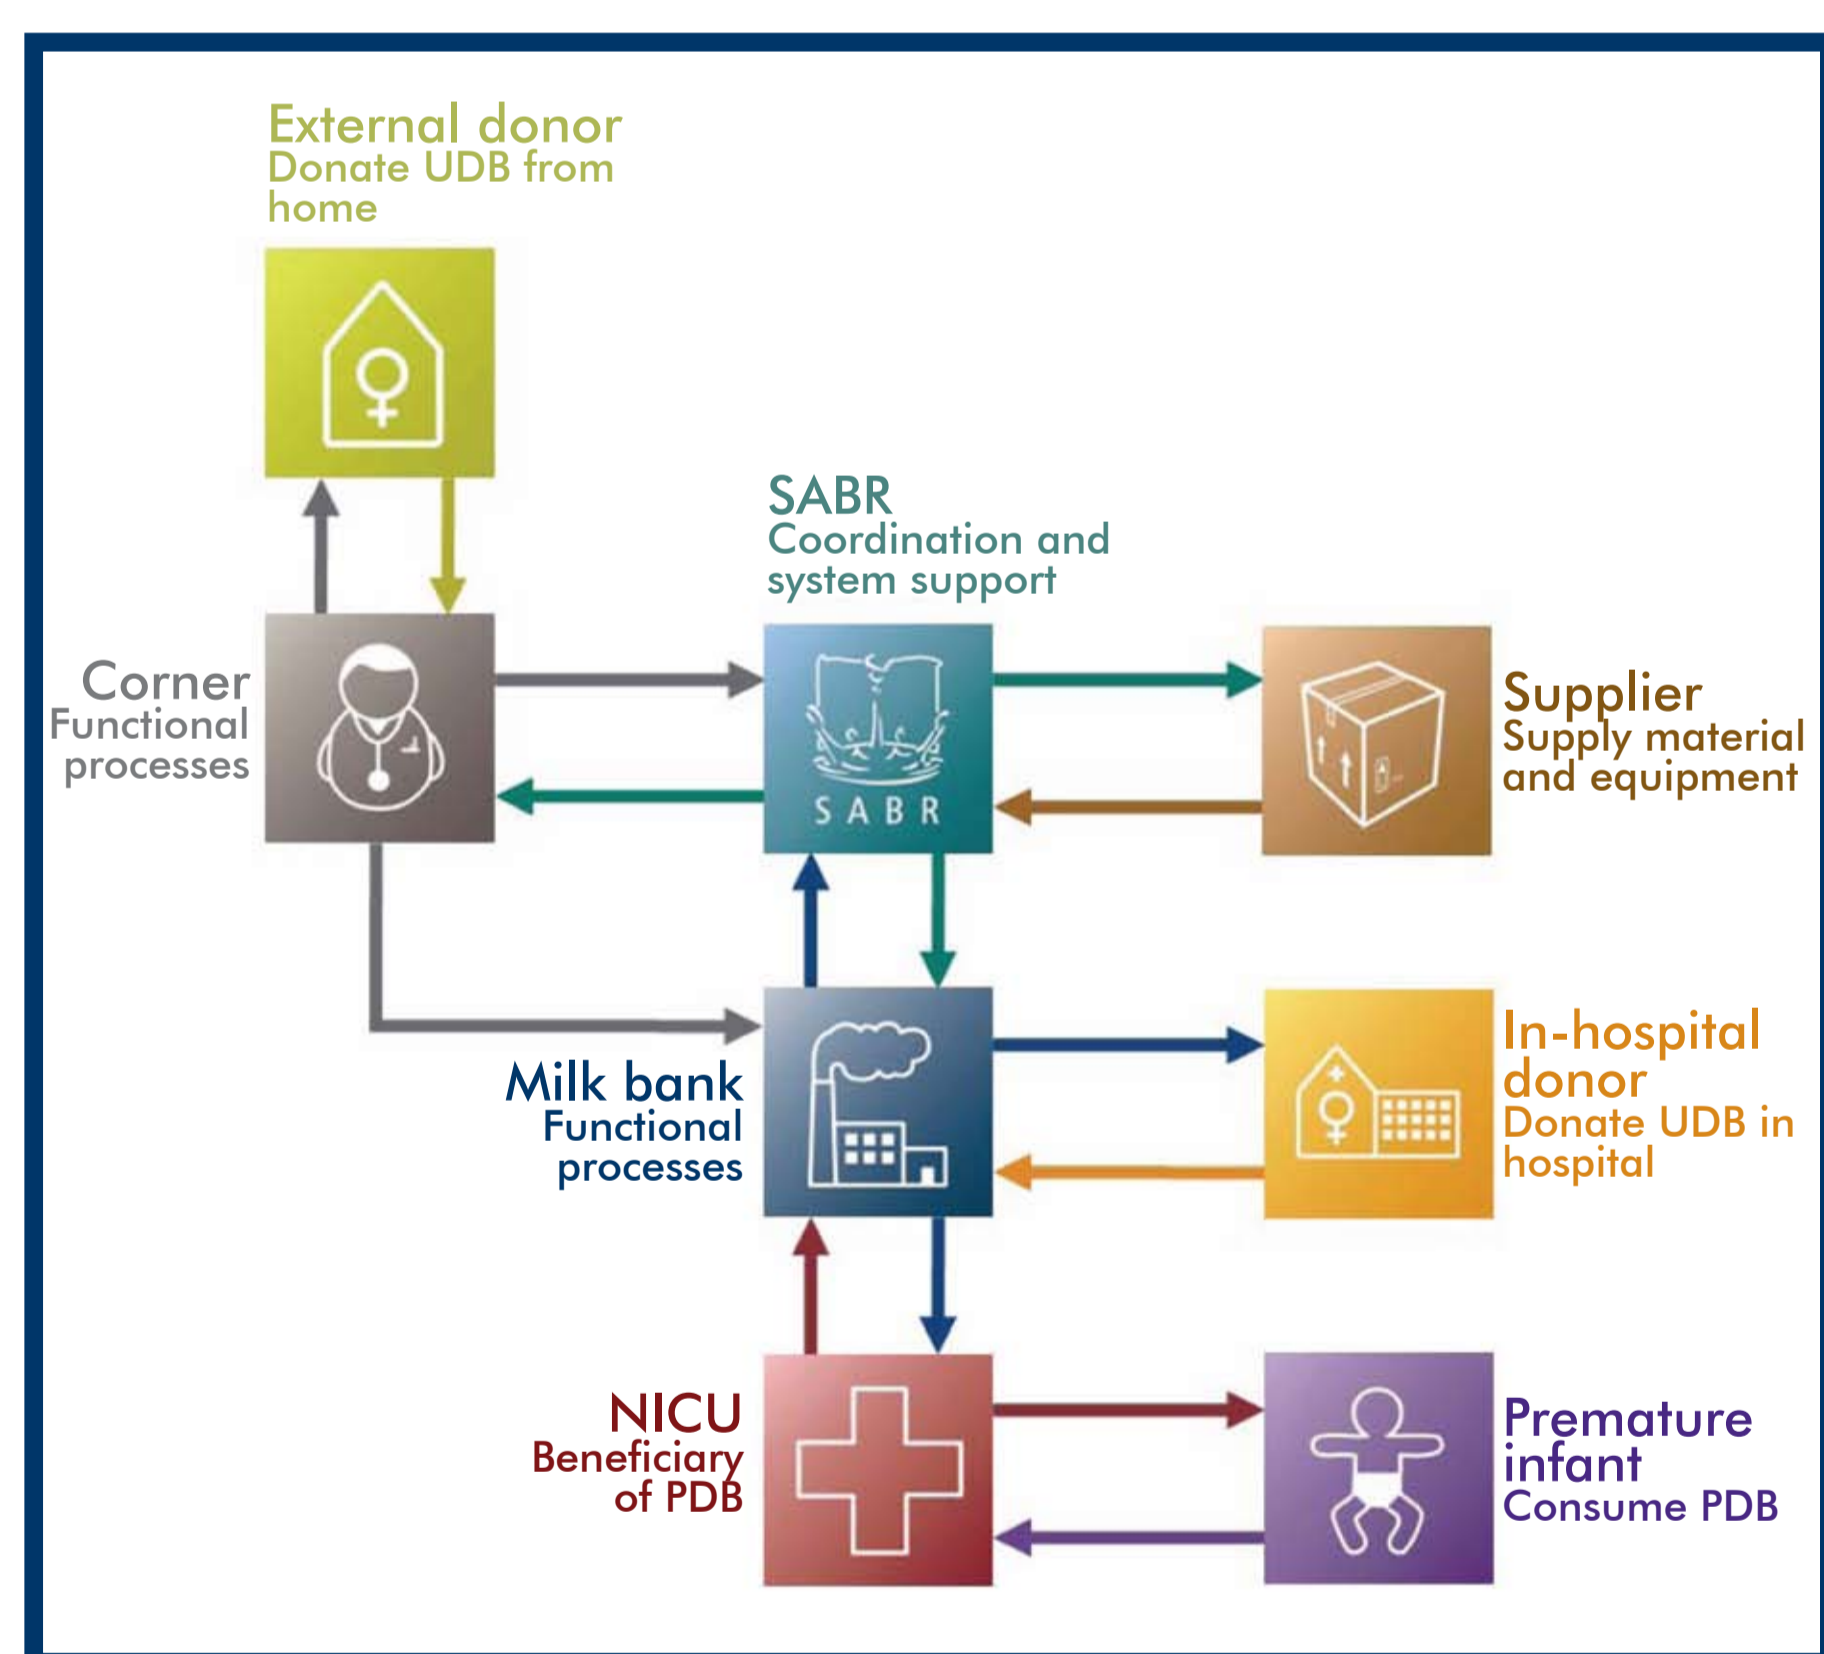 External donor
Donate UDB from
home
SABR
Coordination and
system support
Corner
Functional
processes
S A B R
Supplier
Supply material
and equipment
Milk bank
Functional
processes
In-hospital
donor
Donate UDB in
hospital
NICU
Beneficiary
of PDB
Premature
infant
Consume PDB